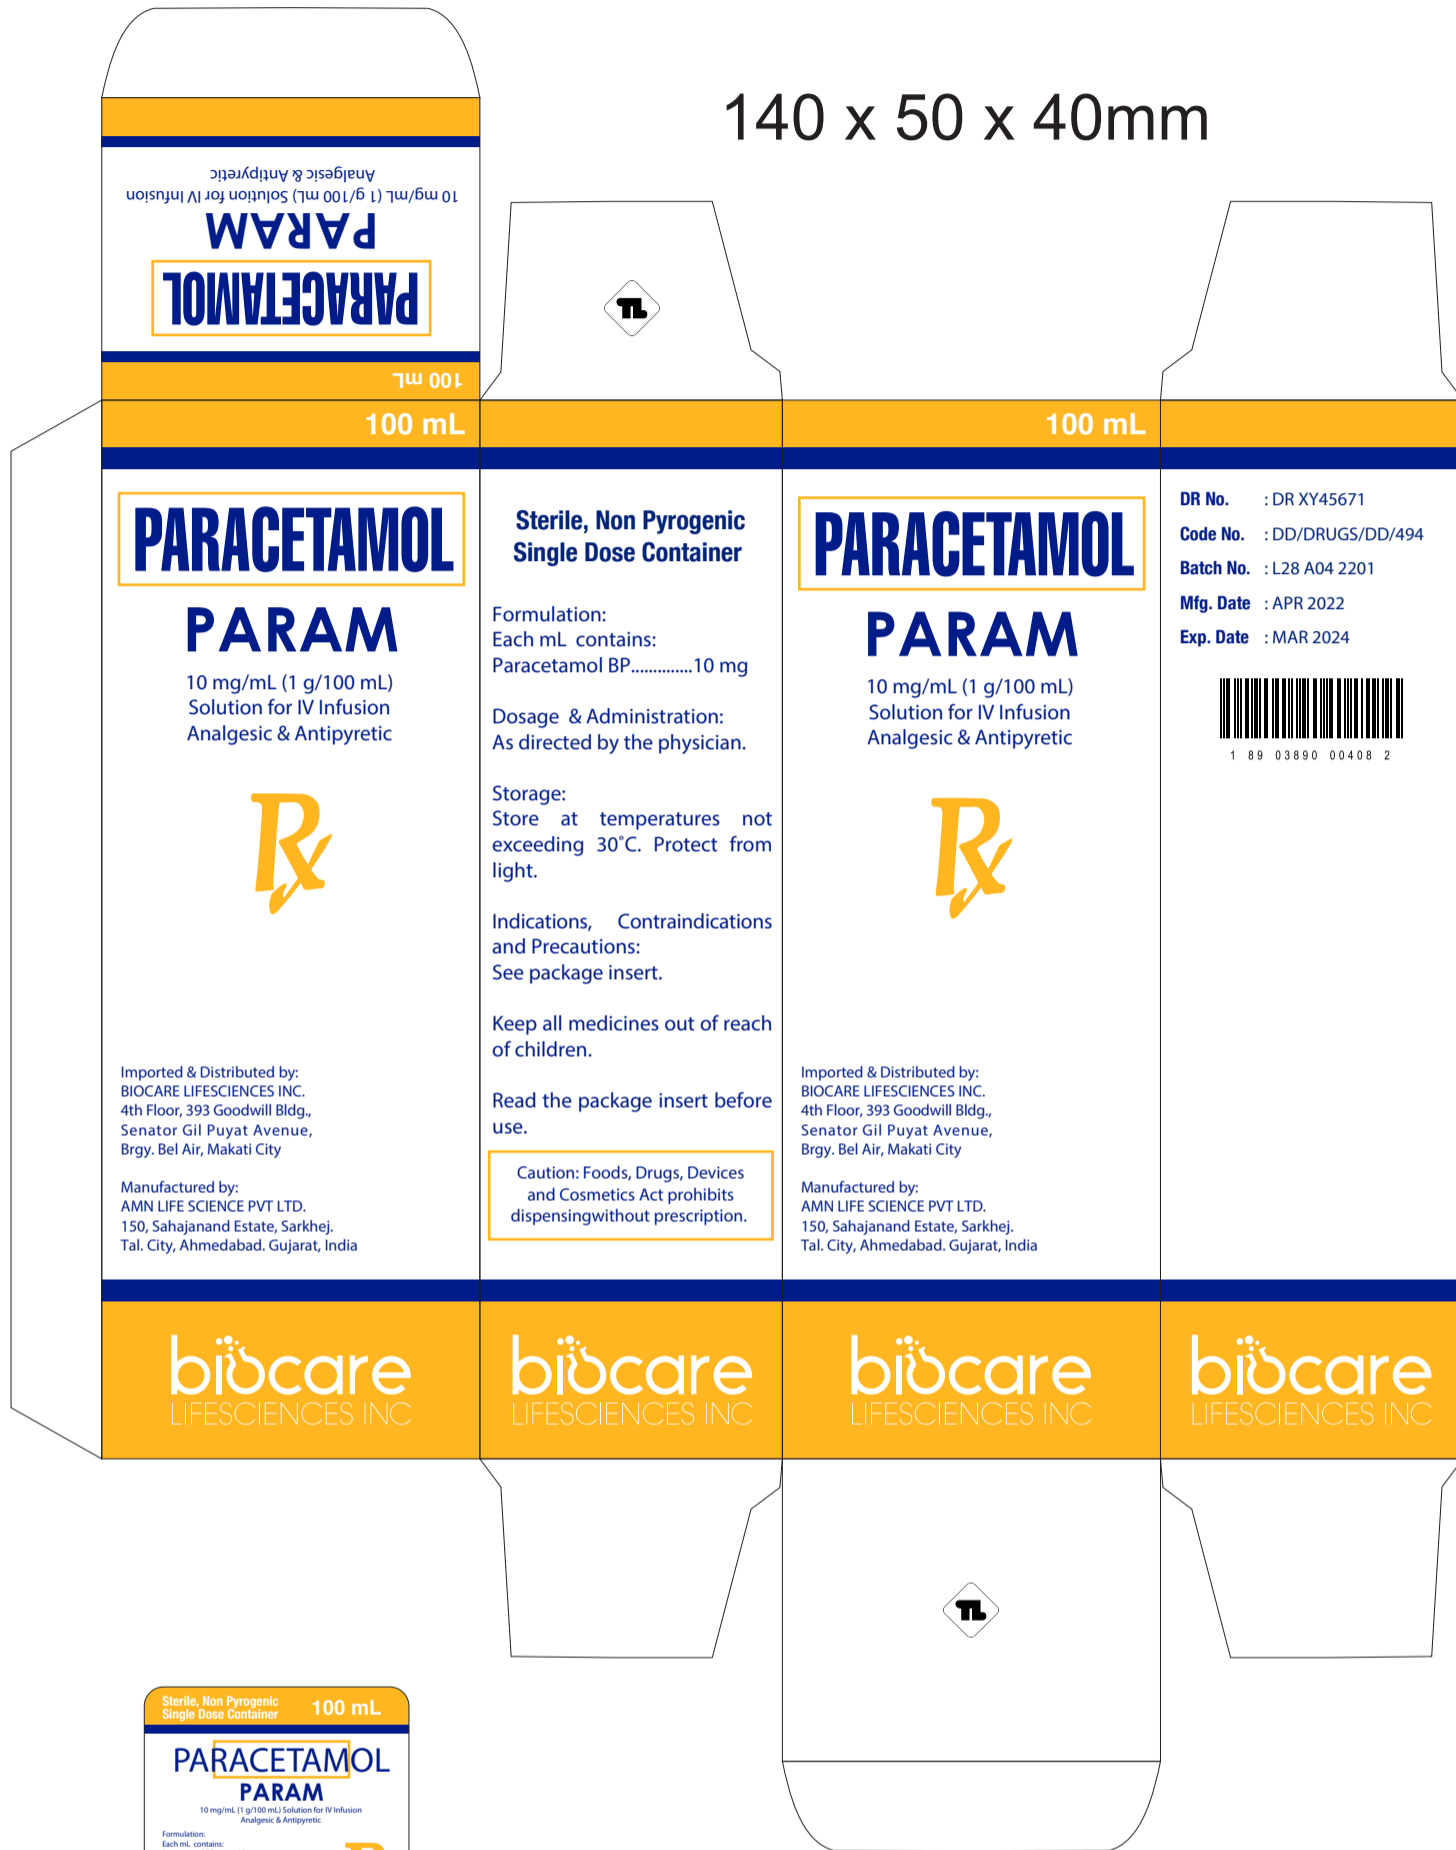 140 x 50 x 40mm
100 mL
PARACETAMOL
PARAM
10 mg/mL (1 g/100 mL) Solution for IV Infusion
Analgesic & Antipyretic
TL
100 mL
PARACETAMOL
PARAM
10 mg/mL (1 g/100 mL)
Solution for IV Infusion
Analgesic & Antipyretic
Rx
Imported & Distributed by:
BIOCARE LIFESCIENCES INC.
4th Floor, 393 Goodwill Bldg.,
Senator Gil Puyat Avenue,
Brgy. Bel Air, Makati City
Manufactured by:
AMN LIFE SCIENCE PVT LTD.
150, Sahajanand Estate, Sarkhej.
Tal. City, Ahmedabad. Gujarat, India
biocare
LIFESCIENCES INC
Sterile, Non Pyrogenic
Single Dose Container
Formulation:
Each mL contains:
Paracetamol BP..............10 mg
Dosage & Administration:
As directed by the physician.
Storage:
Store at temperatures not
exceeding 30˚C. Protect from
light.
Indications, Contraindications
and Precautions:
See package insert.
Keep all medicines out of reach
of children.
Read the package insert before
use.
Caution: Foods, Drugs, Devices
and Cosmetics Act prohibits
dispensingwithout prescription.
biocare
LIFESCIENCES INC
100 mL
PARACETAMOL
PARAM
10 mg/mL (1 g/100 mL)
Solution for IV Infusion
Analgesic & Antipyretic
Rx
Imported & Distributed by:
BIOCARE LIFESCIENCES INC.
4th Floor, 393 Goodwill Bldg.,
Senator Gil Puyat Avenue,
Brgy. Bel Air, Makati City
Manufactured by:
AMN LIFE SCIENCE PVT LTD.
150, Sahajanand Estate, Sarkhej.
Tal. City, Ahmedabad. Gujarat, India
biocare
LIFESCIENCES INC
DR No. : DR XY45671
Code No. : DD/DRUGS/DD/494
Batch No. : L28 A04 2201
Mfg. Date : APR 2022
Exp. Date : MAR 2024
1 89 03890 00408 2
biocare
LIFESCIENCES INC
TL
Sterile, Non Pyrogenic
Single Dose Container
100 mL
PARACETAMOL
PARAM
10 mg/mL (1 g/100 mL) Solution for IV Infusion
Analgesic & Antipyretic
Formulation:
Each mL contains: